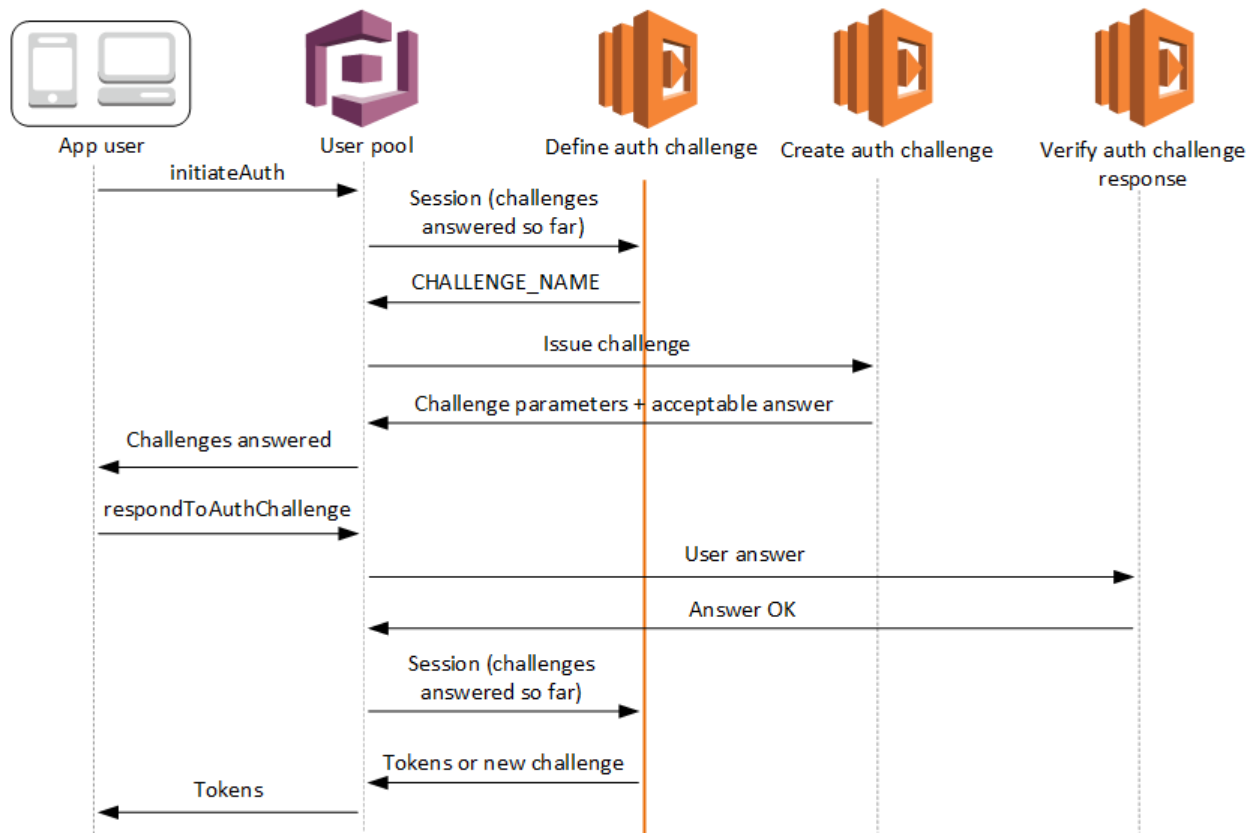 App user
User pool
Define auth challenge
Create auth challenge
Verify auth challenge
response
initiateAuth
Session (challenges
answered so far)
CHALLENGE_NAME
Issue challenge
Challenge parameters + acceptable answer
Challenges answered
respondToAuthChallenge
User answer
Answer OK
Session (challenges
answered so far)
Tokens or new challenge
Tokens